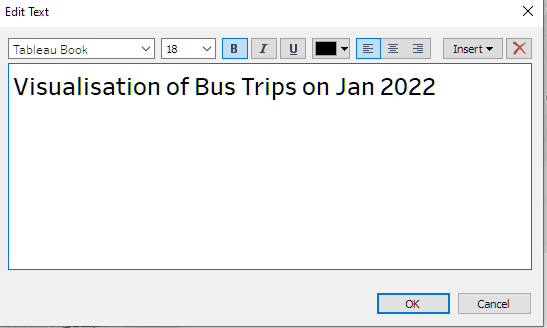 Edit Text
Tableau Book 18 B I U Insert
Visualisation of Bus Trips on Jan 2022
OK Cancel